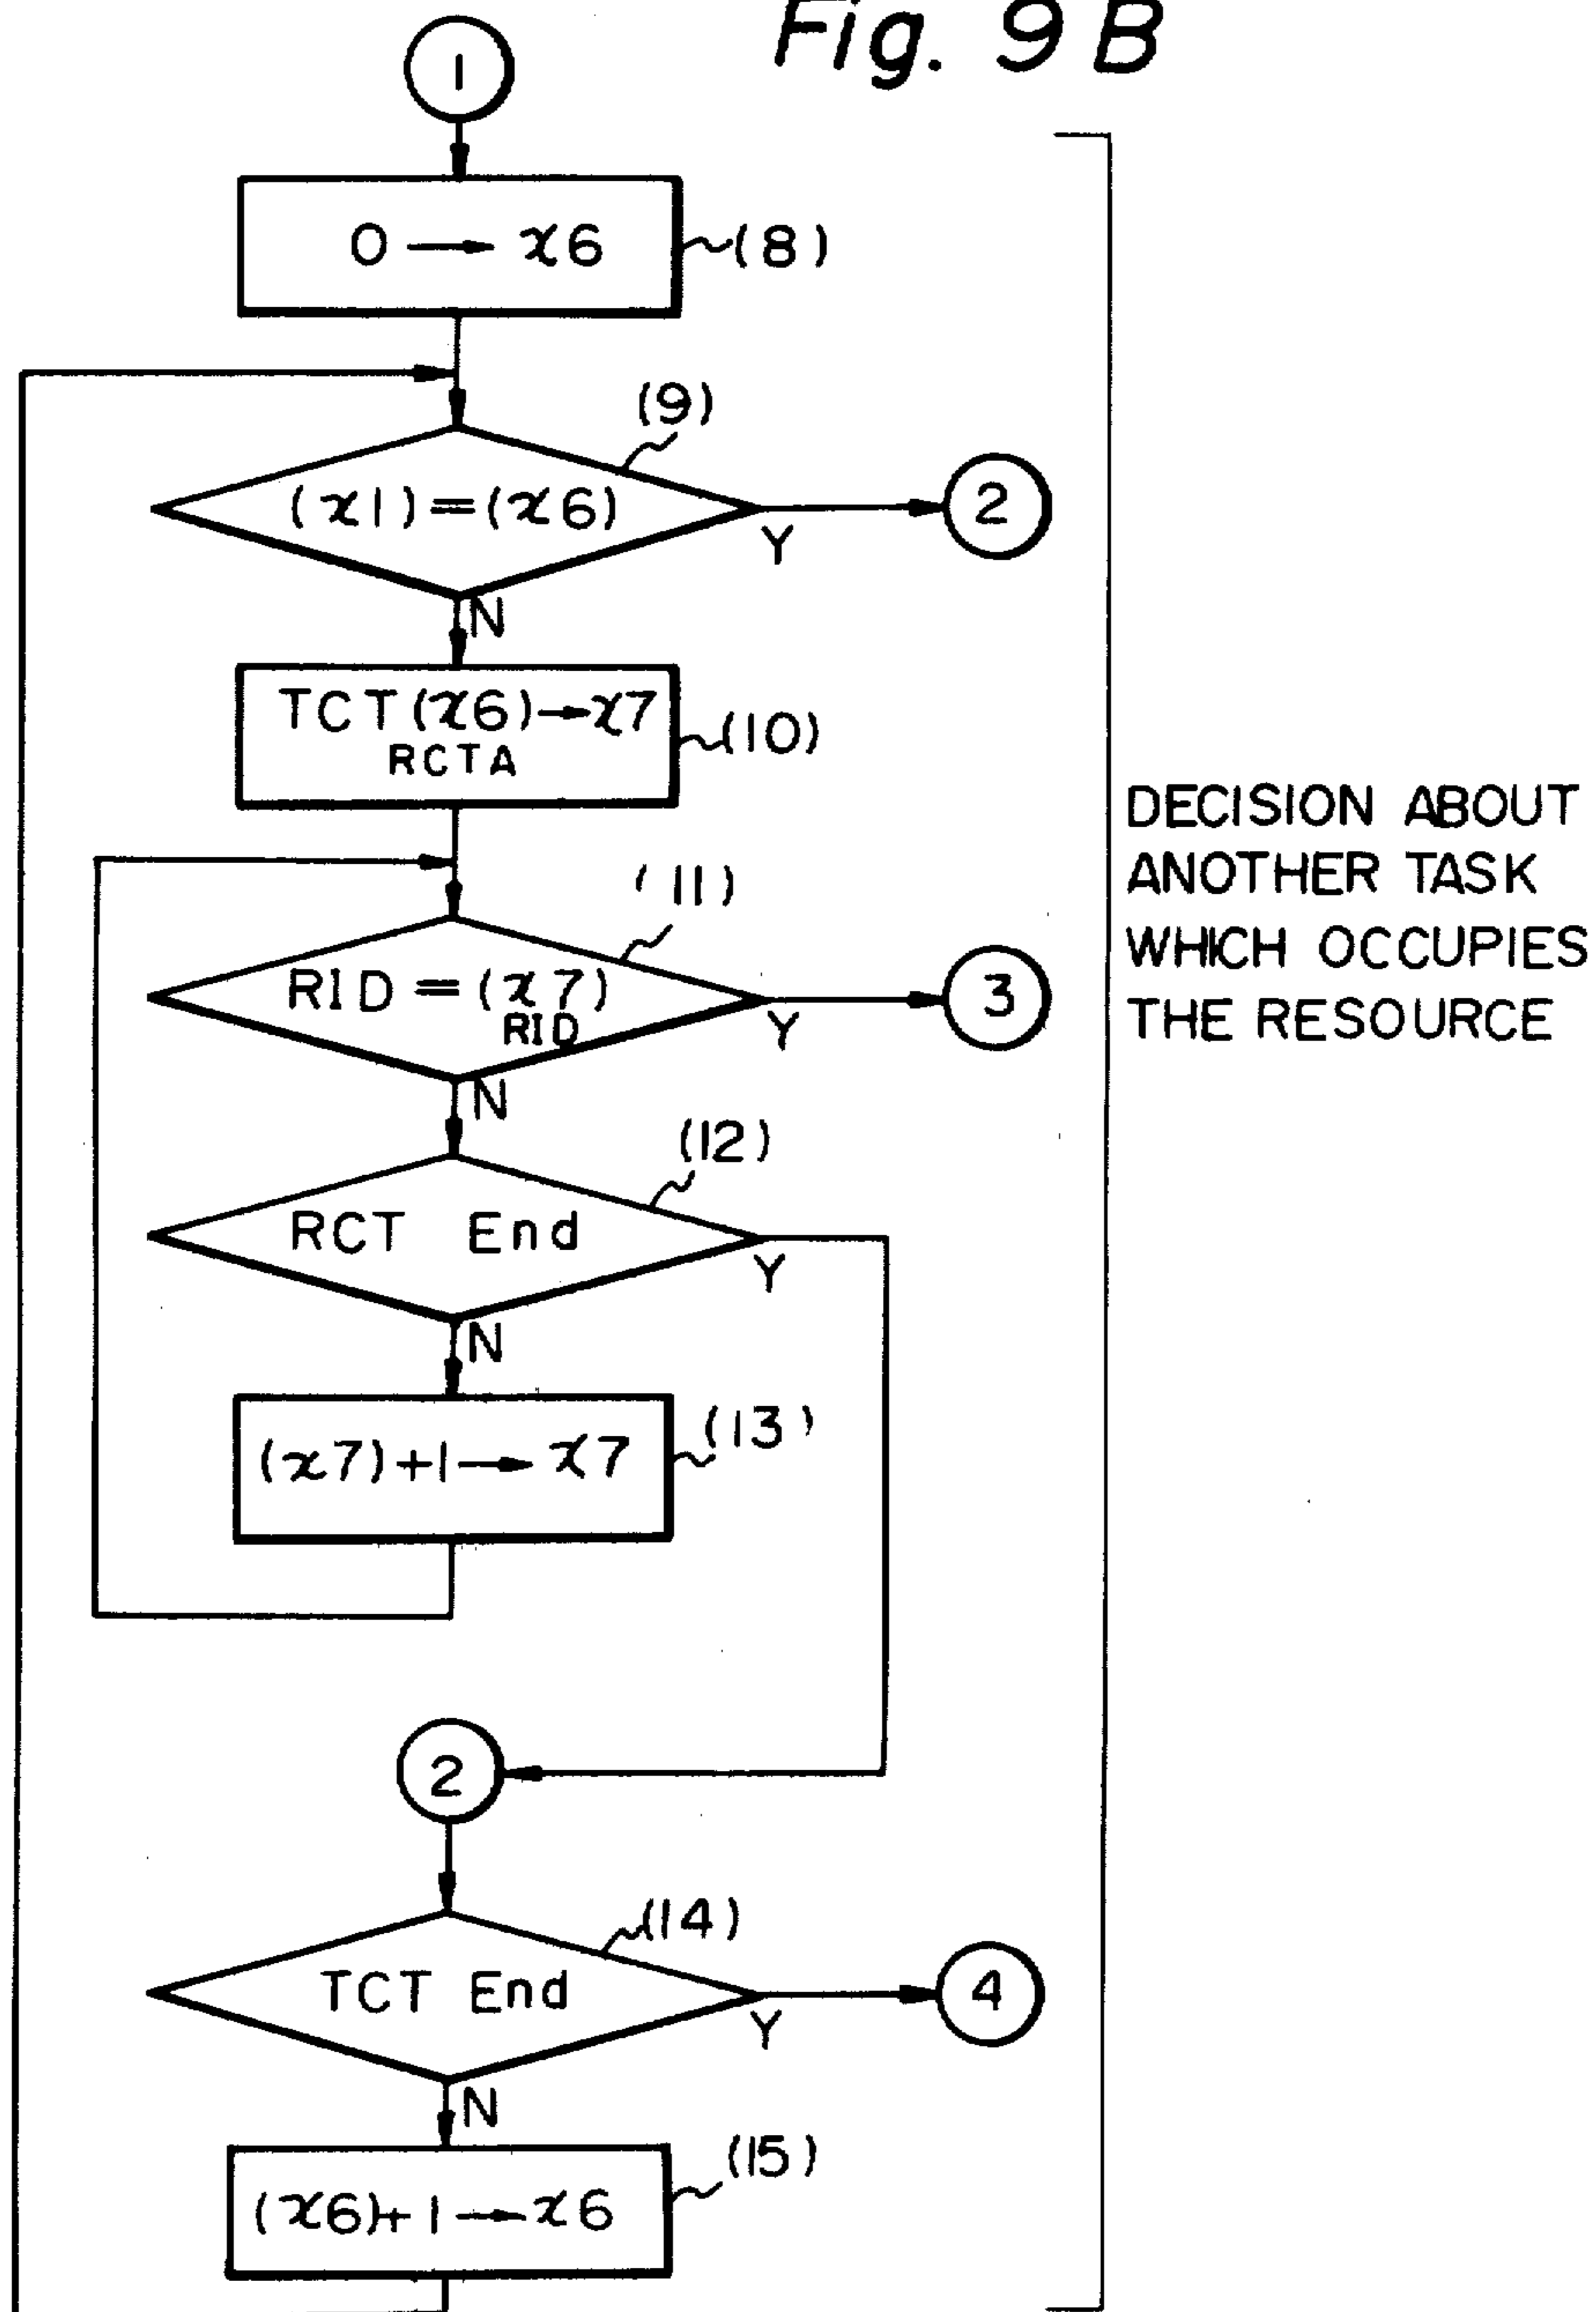 Fig. 9 B
1
0 → x6
(8)
(9)
(x1) = (x6)
Y
2
N
TCT(x6) → x7
RCTA
(10)
(11)
RID = (x7)
RID
Y
3
N
(12)
RCT End
Y
N
(x7)+1 → x7
(13)
2
(14)
TCT End
Y
4
N
(x6)+1 → x6
(15)
DECISION ABOUT
ANOTHER TASK
WHICH OCCUPIES
THE RESOURCE